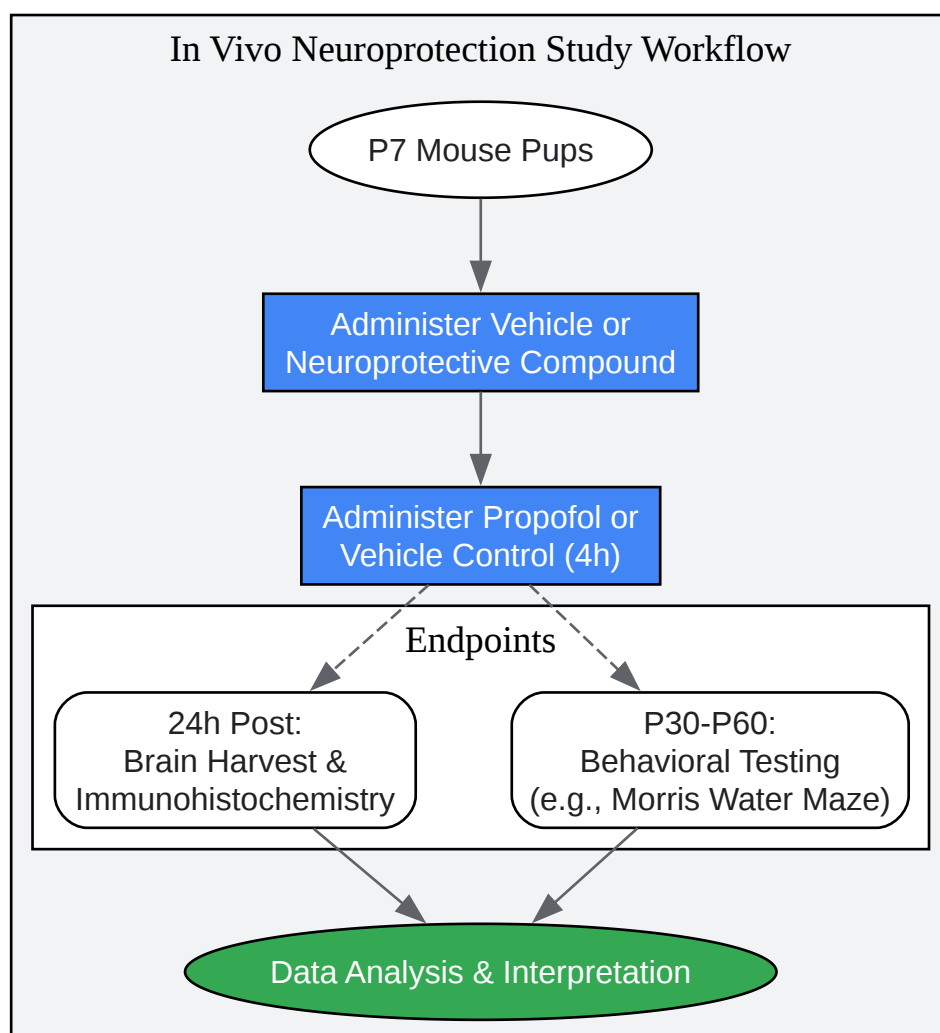 In Vivo Neuroprotection Study Workflow
P7 Mouse Pups
Administer Vehicle or
Neuroprotective Compound
Administer Propofol or
Vehicle Control (4h)
Endpoints
24h Post:
Brain Harvest &
Immunohistochemistry
P30-P60:
Behavioral Testing
(e.g., Morris Water Maze)
Data Analysis & Interpretation